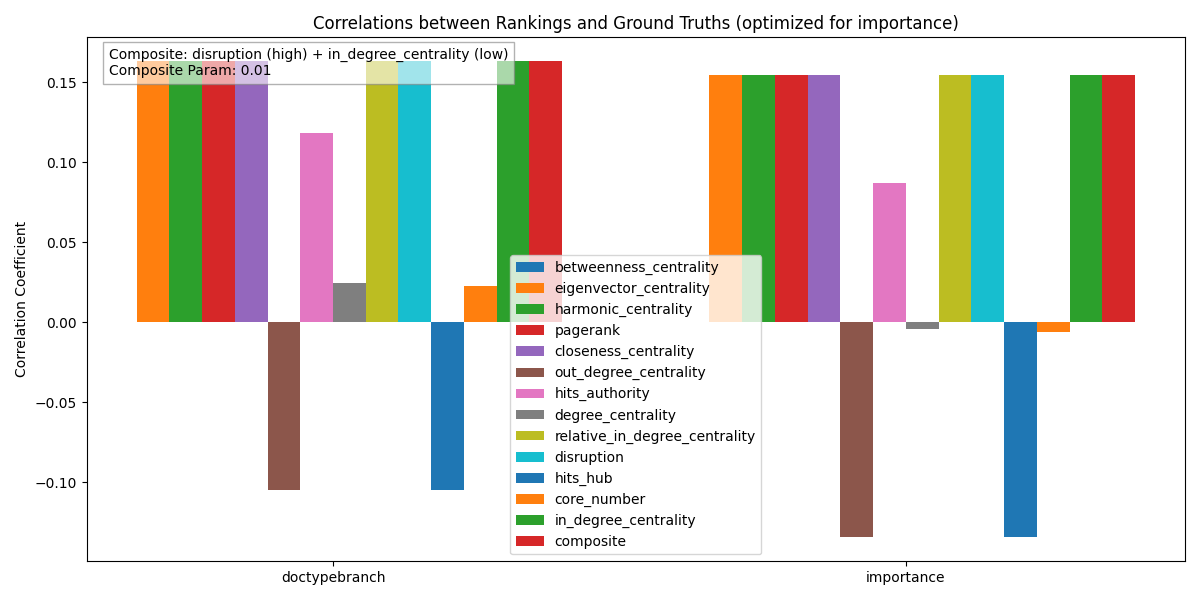 Correlations between Rankings and Ground Truths (optimized for importance)
Composite: disruption (high) + in_degree_centrality (low)
Composite Param: 0.01
Correlation Coefficient
0.15
0.10
0.05
0.00
−0.05
−0.10
betweenness_centrality
eigenvector_centrality
harmonic_centrality
pagerank
closeness_centrality
out_degree_centrality
hits_authority
degree_centrality
relative_in_degree_centrality
disruption
hits_hub
core_number
in_degree_centrality
composite
doctypebranch
importance